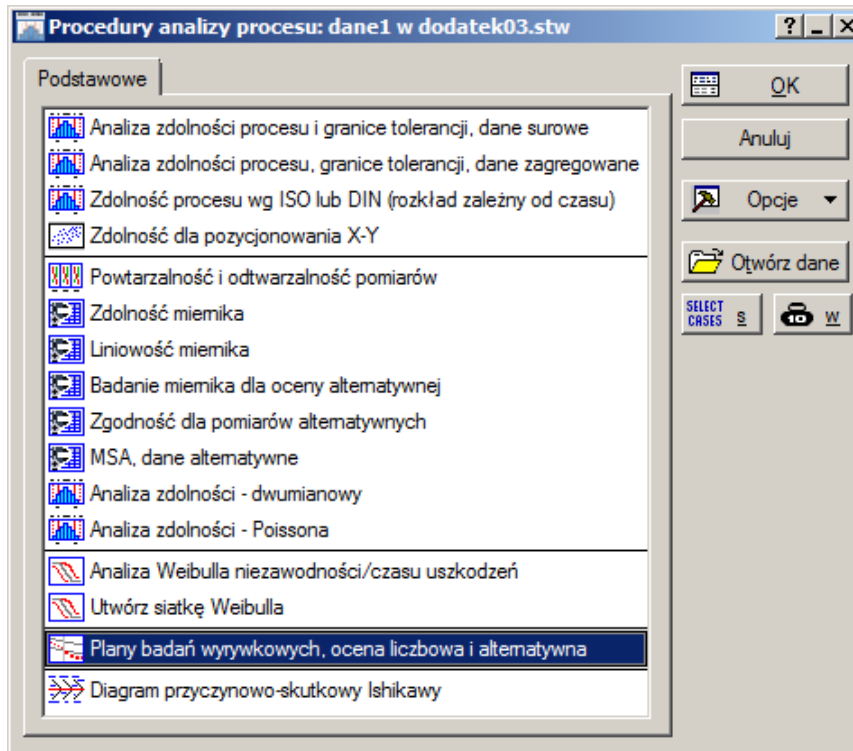 Procedury analizy procesu: dane1 w dodatek03.stw
Podstawowe
Analiza zdolności procesu i granice tolerancji, dane surowe
Analiza zdolności procesu, granice tolerancji, dane zagregowane
Zdolność procesu wg ISO lub DIN (rozkład zależny od czasu)
Zdolność dla pozycjonowania X-Y
Powtarzalność i odtwarzalność pomiarów
Zdolność miernika
Liniowość miernika
Badanie miernika dla oceny alternatywnej
Zgodność dla pomiarów alternatywnych
MSA, dane alternatywne
Analiza zdolności - dwumianowy
Analiza zdolności - Poissona
Analiza Weibulla niezawodności/czasu uszkodzeń
Utwórz siatkę Weibulla
Plany badań wyrywkowych, ocena liczbowa i alternatywna
Diagram przyczynowo-skutkowy Ishikawy
OK
Anuluj
Opcje
Otwórz dane
SELECT CASES S
10 W